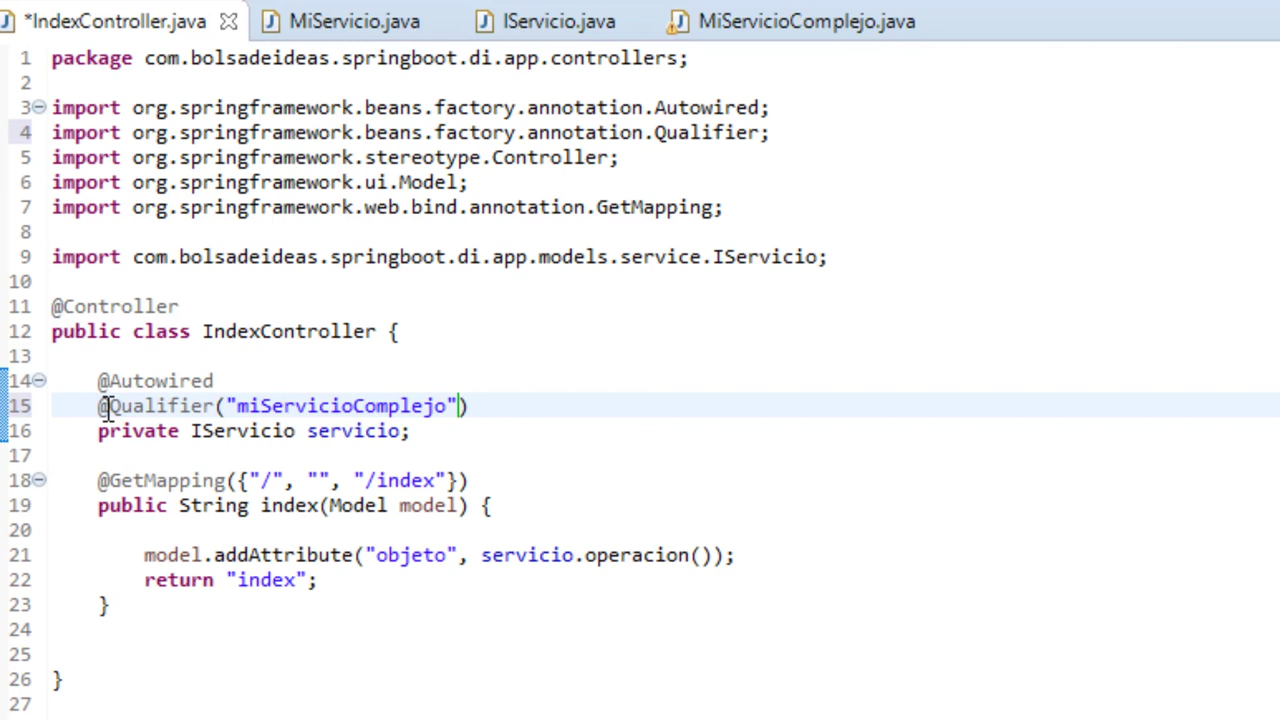 *IndexController.java MiServicio.java IServicio.java MiServicioComplejo.java
1 package com.bolsadeideas.springboot.di.app.controllers;
2
3 import org.springframework.beans.factory.annotation.Autowired;
4 import org.springframework.beans.factory.annotation.Qualifier;
5 import org.springframework.stereotype.Controller;
6 import org.springframework.ui.Model;
7 import org.springframework.web.bind.annotation.GetMapping;
8
9 import com.bolsadeideas.springboot.di.app.models.service.IServicio;
10
11 @Controller
12 public class IndexController {
13
14 @Autowired
15 @Qualifier("miServicioComplejo")
16 private IServicio servicio;
17
18 @GetMapping({"/", "", "/index"})
19 public String index(Model model) {
20
21 model.addAttribute("objeto", servicio.operacion());
22 return "index";
23 }
24
25
26 }
27